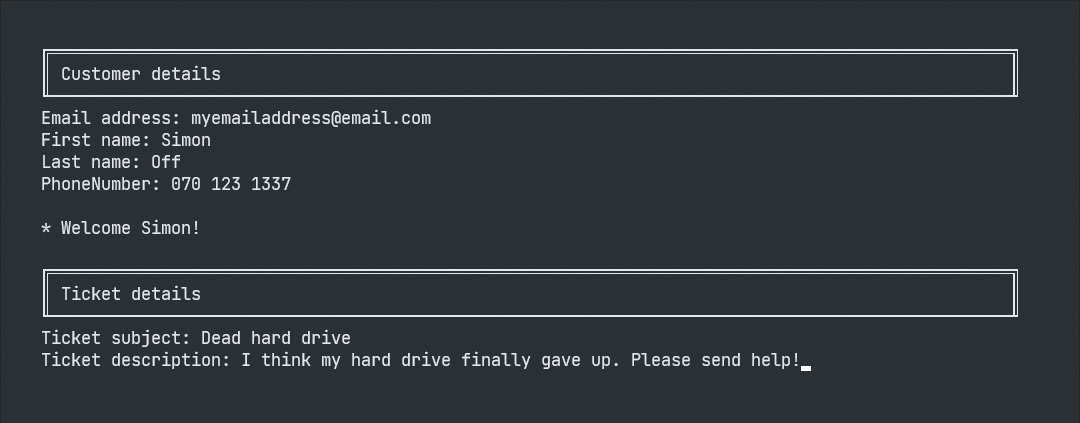 Customer details
Email address: myemailaddress@email.com
First name: Simon
Last name: Off
PhoneNumber: 070 123 1337
* Welcome Simon!
Ticket details
Ticket subject: Dead hard drive
Ticket description: I think my hard drive finally gave up. Please send help!